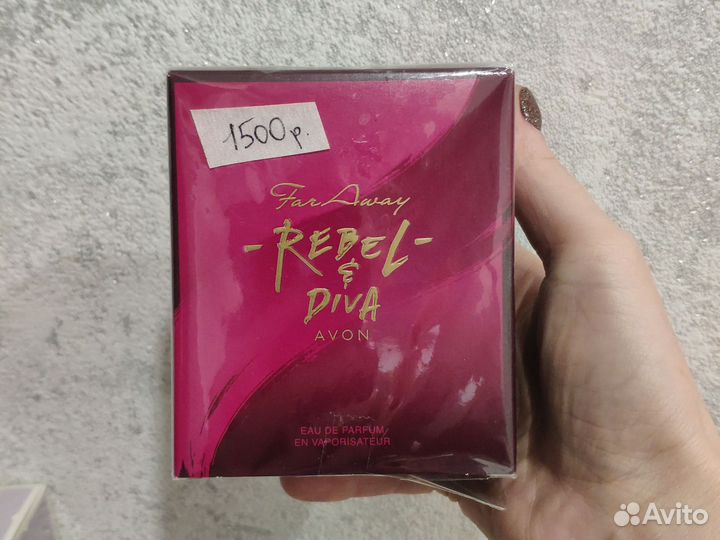 1500р.
Far Away
- REBEL -
&
DIVA
AVON
EAU DE PARFUM
EN VAPORISATEUR
Avito